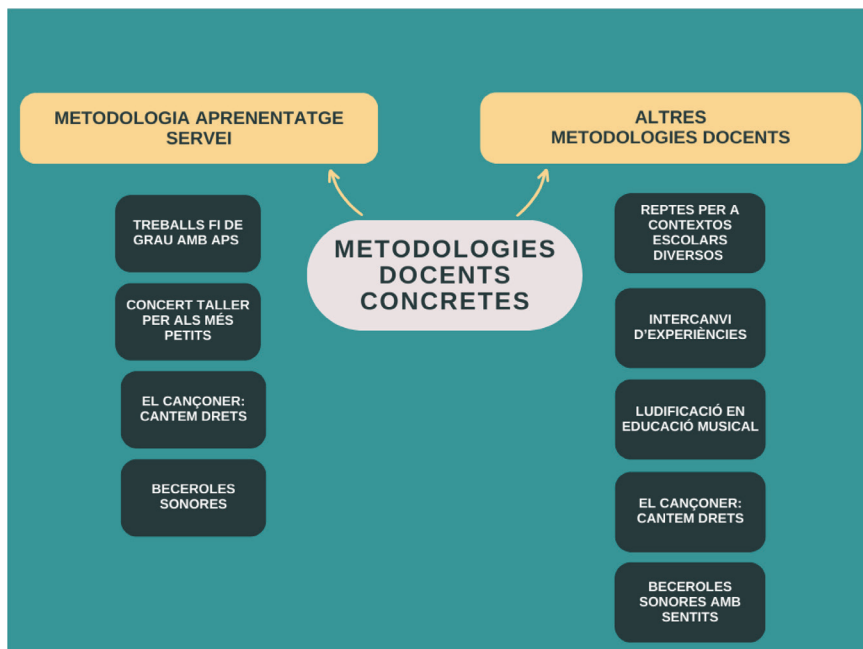 METODOLOGIA APRENENTATGE
SERVEI
ALTRES
METODOLOGIES DOCENTS
METODOLOGIES
DOCENTS
CONCRETES
TREBALLS FI DE
GRAU AMB APS
CONCERT TALLER
PER ALS MÉS
PETITS
EL CANÇONER:
CANTEM DRETS
BECEROLES
SONORES
REPTES PER A
CONTEXTOS
ESCOLARS
DIVERSOS
INTERCANVI
D'EXPERIÈNCIES
LUDIFICACIÓ EN
EDUCACIÓ MUSICAL
EL CANÇONER:
CANTEM DRETS
BECEROLES
SONORES AMB
SENTITS